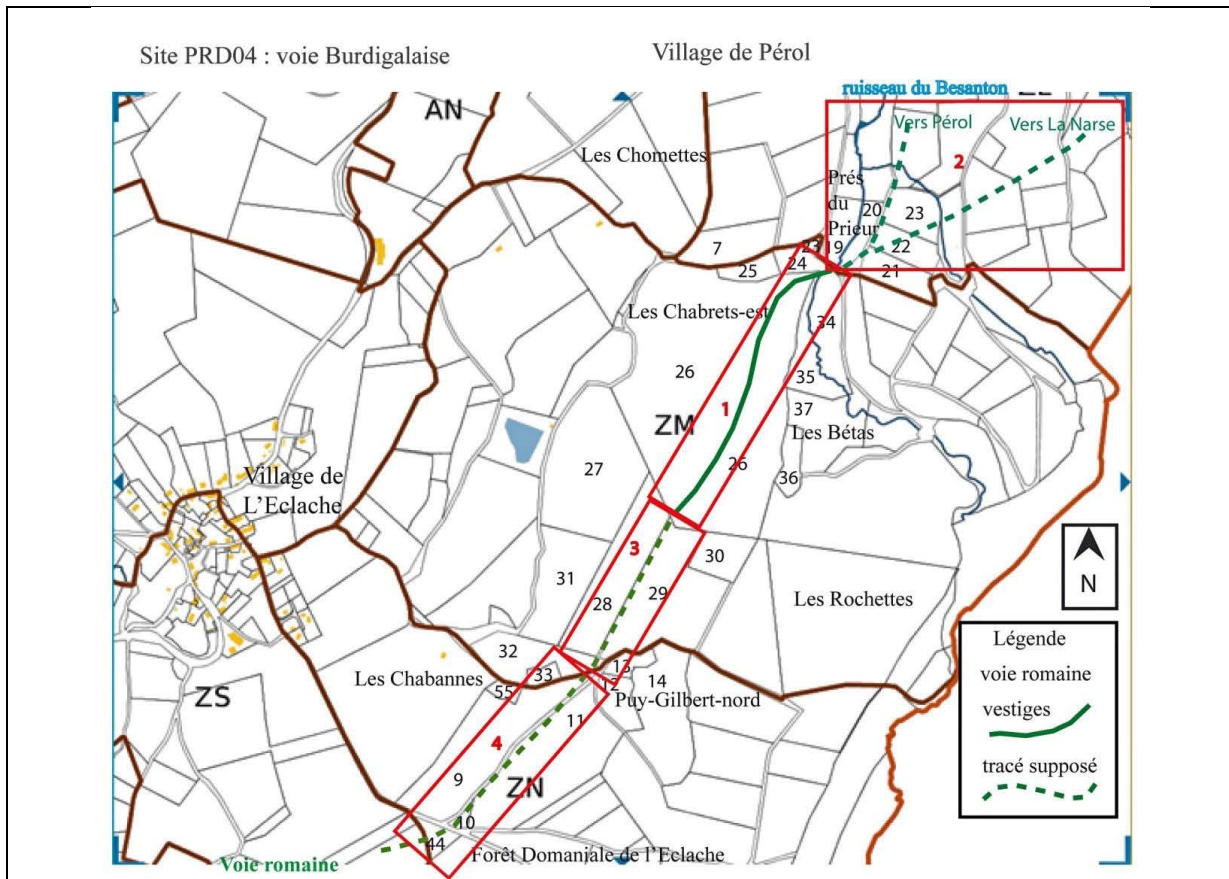 Site PRD04 : voie Burdigalaise
Village de Pérol
ruisseau du Besanton
AN
Vers Pérol
Vers La Narse
2
Les Chomettes
Prés
du
Prieur
20
23
7
23
19
22
25
24
21
Les Chabrets-est
34
26
35
1
37
ZM
Les Bétas
26
27
36
Village de
L'Eclache
3
30
N
31
28
29
Les Rochettes
Légende
32
13
voie romaine
33
14
Les Chabannes
55
12
Puy-Gilbert-nord
vestiges
ZS
11
4
tracé supposé
9
ZN
10
44
Forêt Domaniale de l'Eclache
Voie romaine